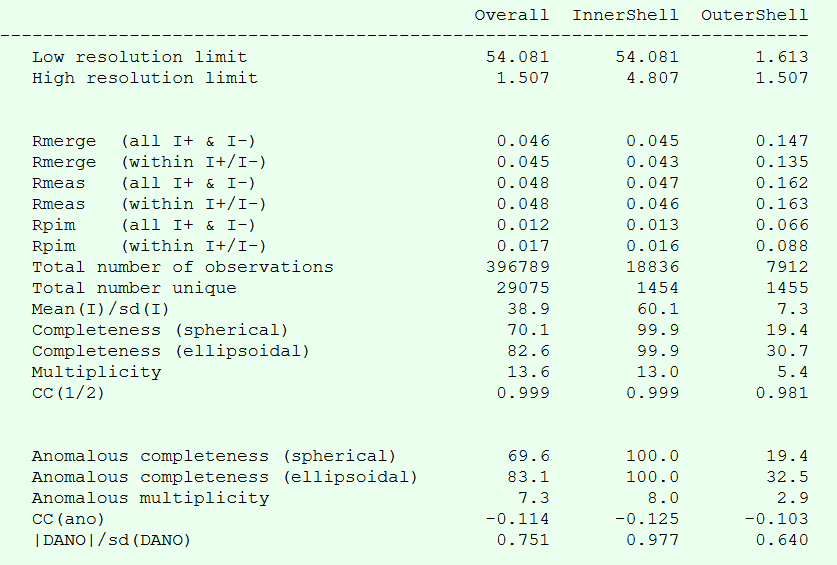 Overall InnerShell OuterShell
--------------------------------------------------------------------------------
Low resolution limit 54.081 54.081 1.613
High resolution limit 1.507 4.807 1.507
Rmerge (all I+ & I-) 0.046 0.045 0.147
Rmerge (within I+/I-) 0.045 0.043 0.135
Rmeas (all I+ & I-) 0.048 0.047 0.162
Rmeas (within I+/I-) 0.048 0.046 0.163
Rpim (all I+ & I-) 0.012 0.013 0.066
Rpim (within I+/I-) 0.017 0.016 0.088
Total number of observations 396789 18836 7912
Total number unique 29075 1454 1455
Mean(I)/sd(I) 38.9 60.1 7.3
Completeness (spherical) 70.1 99.9 19.4
Completeness (ellipsoidal) 82.6 99.9 30.7
Multiplicity 13.6 13.0 5.4
CC(1/2) 0.999 0.999 0.981
Anomalous completeness (spherical) 69.6 100.0 19.4
Anomalous completeness (ellipsoidal) 83.1 100.0 32.5
Anomalous multiplicity 7.3 8.0 2.9
CC(ano) -0.114 -0.125 -0.103
|DANO|/sd(DANO) 0.751 0.977 0.640